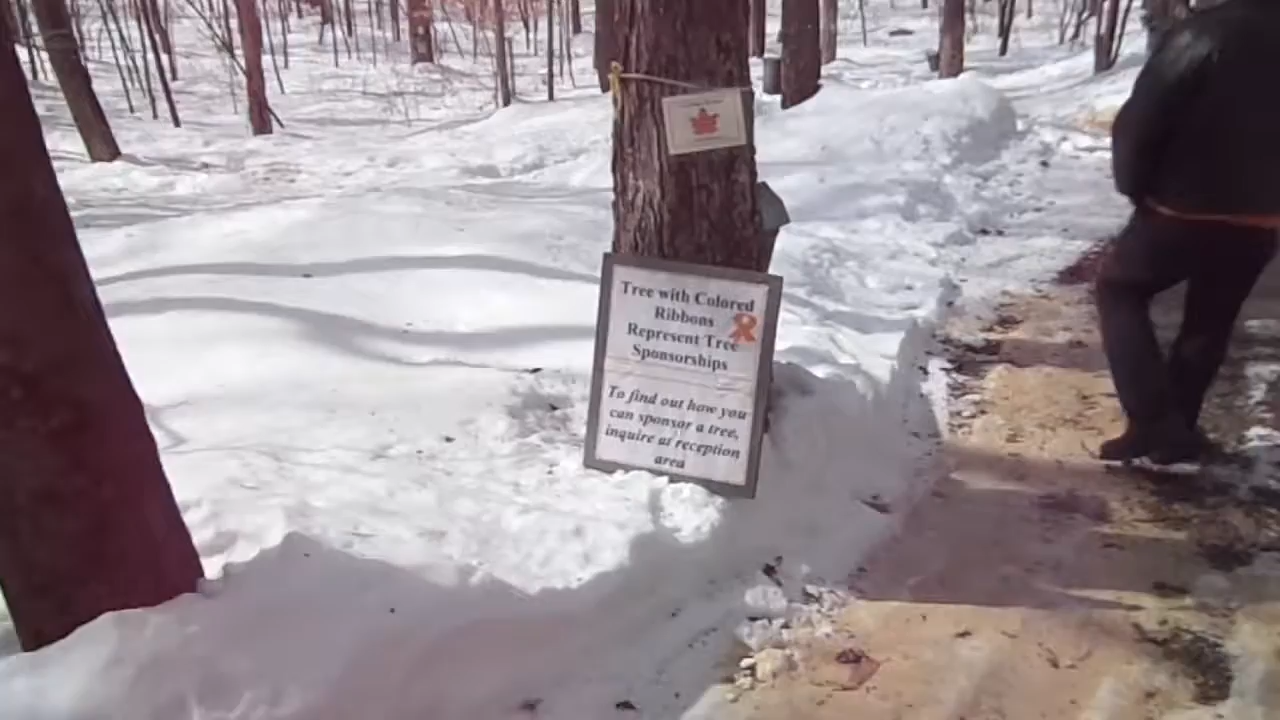 Tree with Colored
Ribbons
Represent Tree
Sponsorships
To find out how you
can sponsor a tree,
inquire at reception
area